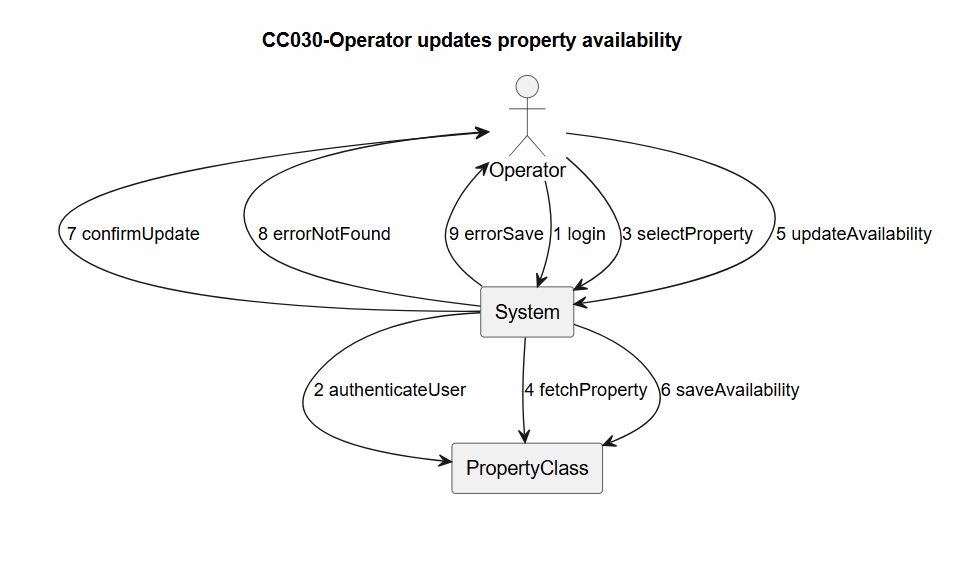 CC030-Operator updates property availability
Operator
7 confirmUpdate
8 errorNotFound
9 errorSave
1 login
3 selectProperty
5 updateAvailability
System
2 authenticateUser
4 fetchProperty
6 saveAvailability
PropertyClass